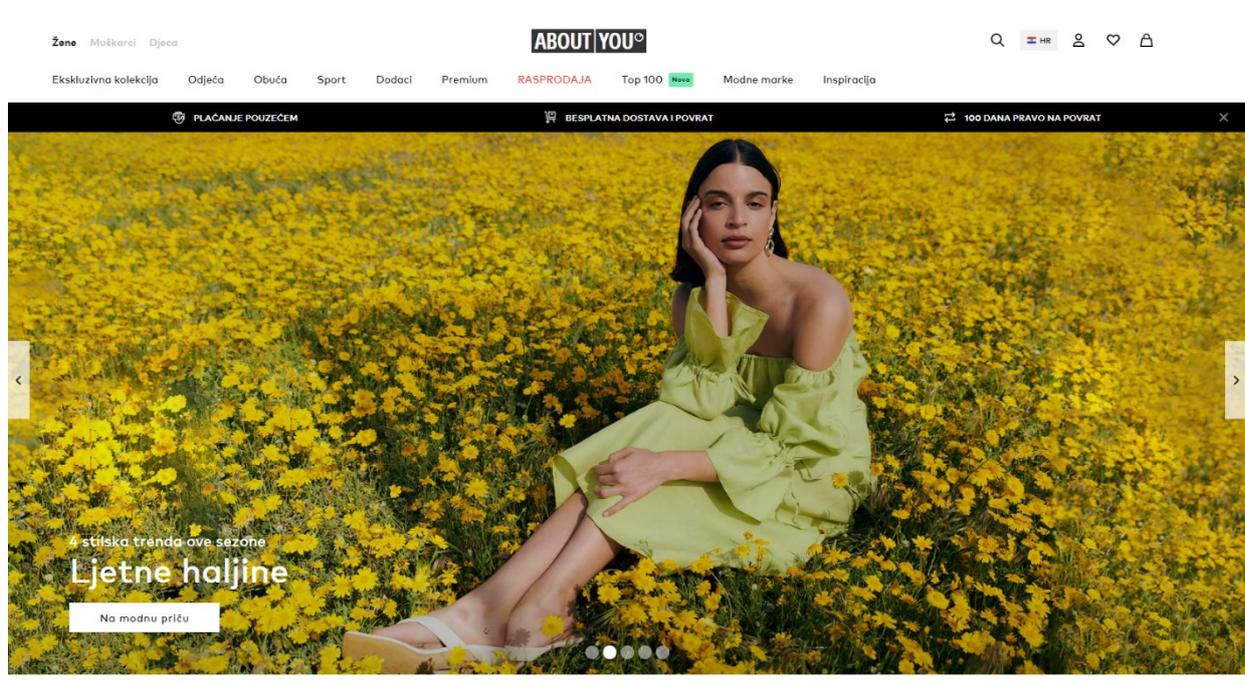 Žene Muškarci Djeca
ABOUT YOU
HR
Ekskluzivna kolekcija Odjeća Obuća Sport Dodaci Premium RASPRODAJA Top 100 Novo Modne marke Inspiracija
PLAĆANJE POUZEĆEM BESPLATNA DOSTAVA I POVRAT 100 DANA PRAVO NA POVRAT
4 stilska trenda ove sezone
Ljetne haljine
Na modnu priču